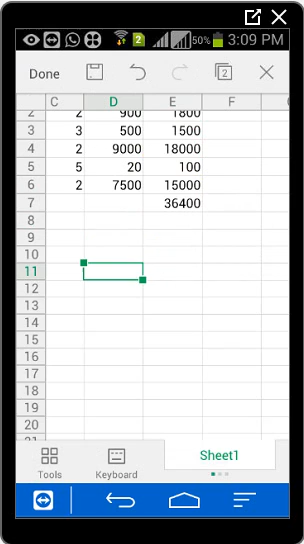 2 50% 3:09 PM
Done 2
C D E F
2 2 900 1800
3 3 500 1500
4 2 9000 18000
5 5 20 100
6 2 7500 15000
7 36400
8
9
10
11
12
13
14
15
16
17
18
19
20
21
Tools Keyboard Sheet1